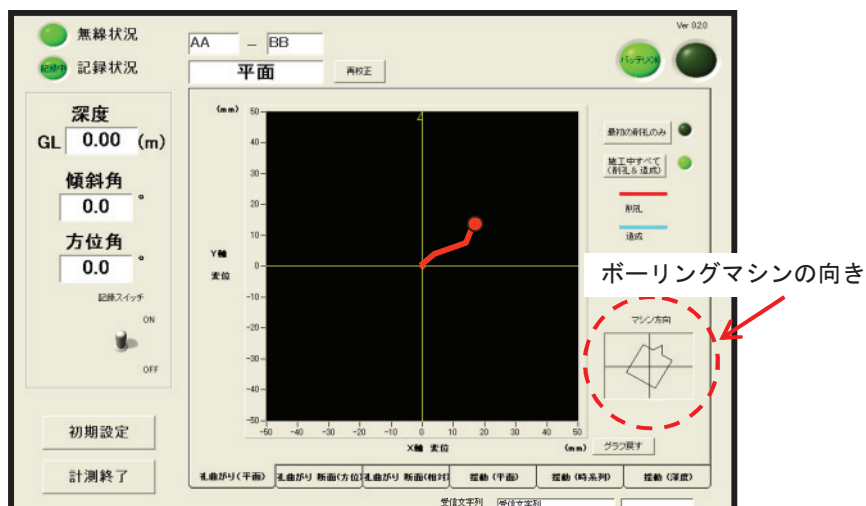 無線状況
記録中 記録状況
AA – BB
平面
再校正
Ver 0.20
バッテリOK
深度
GL 0.00 (m)
傾斜角
0.0 °
方位角
0.0 °
記録スイッチ
ON
OFF
初期設定
計測終了
(mm)
50
40
30
20
10
0
-10
-20
-30
-40
-50
Y軸
変位
-50 -40 -30 -20 -10 0 10 20 30 40 50
X軸 変位 (mm)
最初の削孔のみ
施工中すべて
(削孔&造成)
削孔
造成
ボーリングマシンの向き
マシン方向
グラフ戻す
孔曲がり(平面) 孔曲がり 断面(方位) 孔曲がり 断面(相対) 揺動(平面) 揺動(時系列) 揺動(深度)
受信文字列 受信文字列